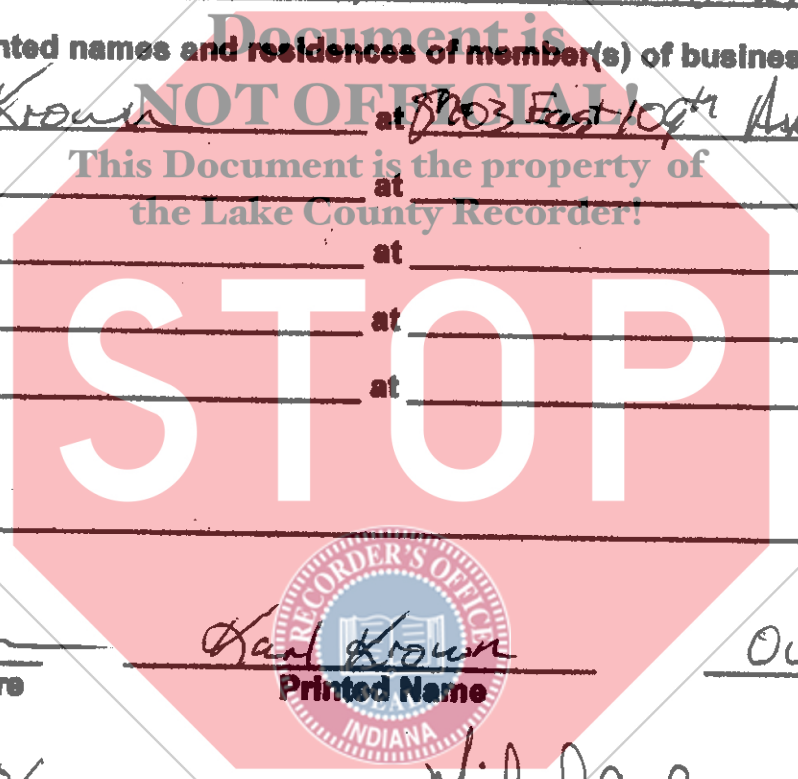 Document is
nted names and residences of member(s) of busines
NOT OFFICIAL!
Krown at 8703 East 109th
This Document is the property of
at
the Lake County Recorder!
at
at
at
STOP
RECORDER'S OFFICE
Karl Krown
re Printed Name
SEAL
INDIANA